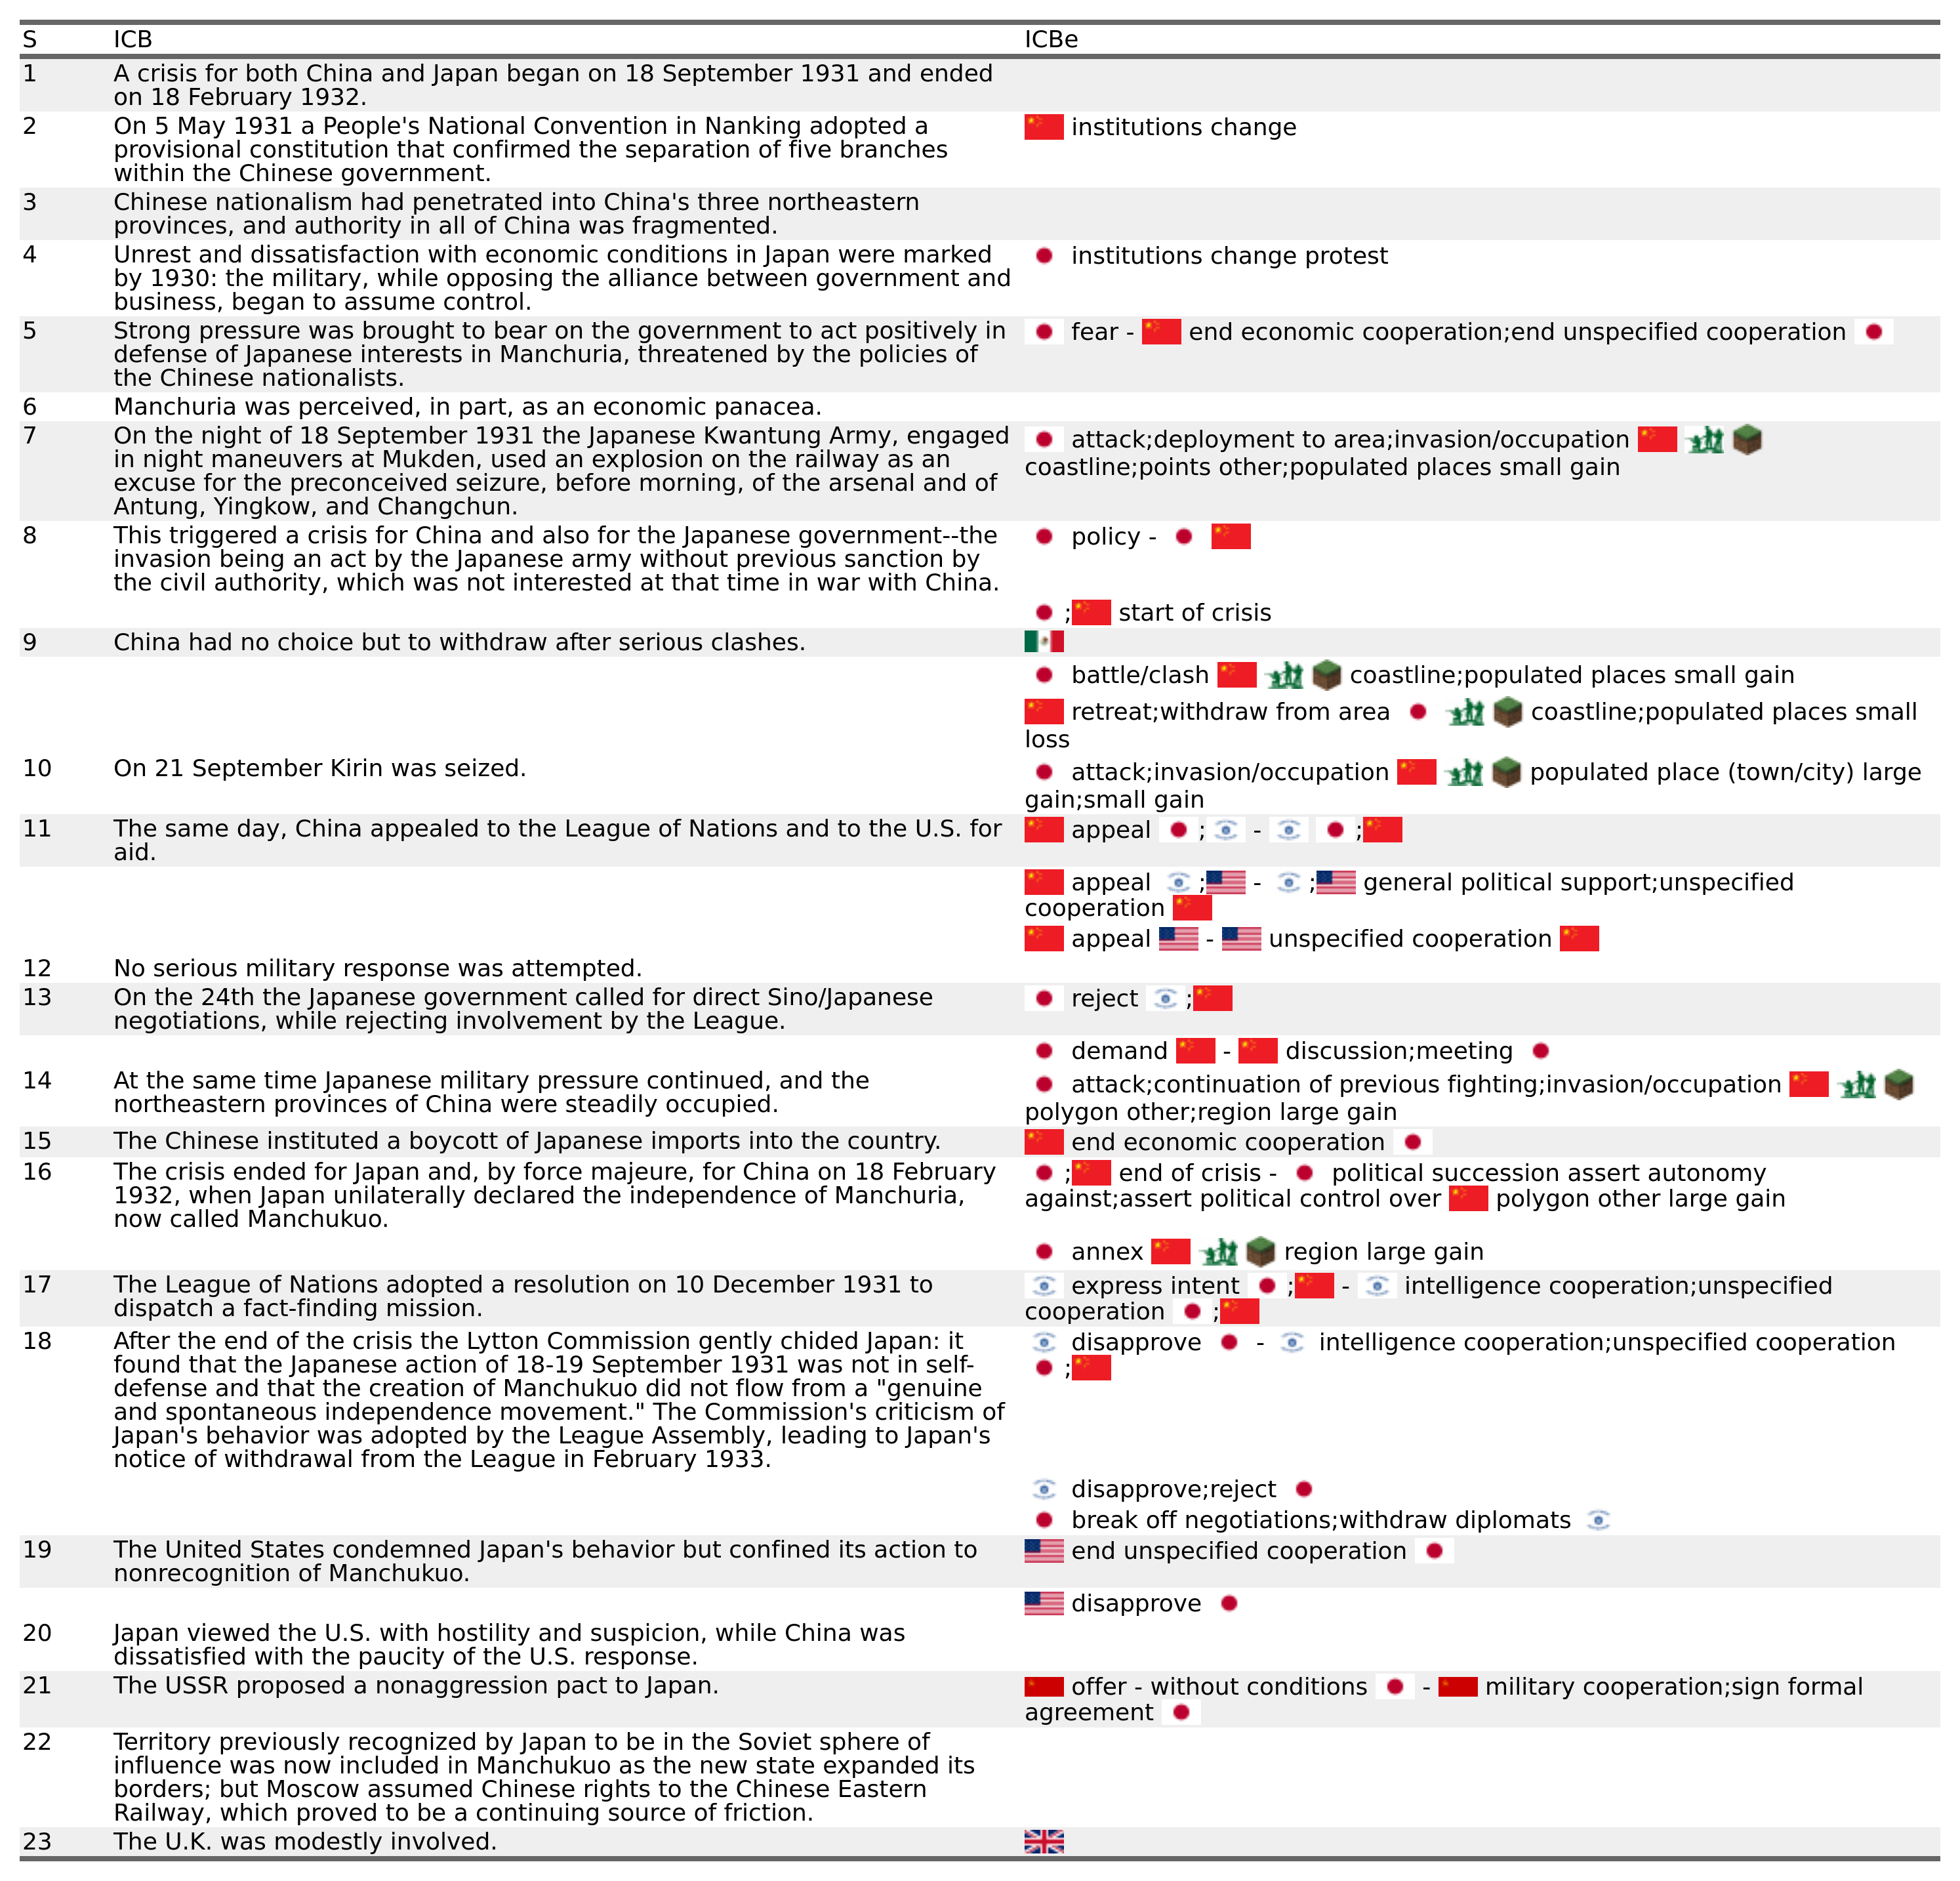 S ICB ICBe
1 A crisis for both China and Japan began on 18 September 1931 and ended
on 18 February 1932.
2 On 5 May 1931 a People's National Convention in Nanking adopted a
provisional constitution that confirmed the separation of five branches
within the Chinese government.
institutions change
3 Chinese nationalism had penetrated into China's three northeastern
provinces, and authority in all of China was fragmented.
4 Unrest and dissatisfaction with economic conditions in Japan were marked
by 1930: the military, while opposing the alliance between government and
business, began to assume control.
institutions change protest
5 Strong pressure was brought to bear on the government to act positively in
defense of Japanese interests in Manchuria, threatened by the policies of
the Chinese nationalists.
fear - end economic cooperation;end unspecified cooperation
6 Manchuria was perceived, in part, as an economic panacea.
7 On the night of 18 September 1931 the Japanese Kwantung Army, engaged
in night maneuvers at Mukden, used an explosion on the railway as an
excuse for the preconceived seizure, before morning, of the arsenal and of
Antung, Yingkow, and Changchun.
attack;deployment to area;invasion/occupation
coastline;points other;populated places small gain
8 This triggered a crisis for China and also for the Japanese government--the
invasion being an act by the Japanese army without previous sanction by
the civil authority, which was not interested at that time in war with China.
policy -
; start of crisis
9 China had no choice but to withdraw after serious clashes.
battle/clash coastline;populated places small gain
retreat;withdraw from area coastline;populated places small
loss
10 On 21 September Kirin was seized.
attack;invasion/occupation populated place (town/city) large
gain;small gain
11 The same day, China appealed to the League of Nations and to the U.S. for
aid.
appeal ; - ;
appeal ; - ; general political support;unspecified
cooperation
appeal - unspecified cooperation
12 No serious military response was attempted.
13 On the 24th the Japanese government called for direct Sino/Japanese
negotiations, while rejecting involvement by the League.
reject ;
demand - discussion;meeting
14 At the same time Japanese military pressure continued, and the
northeastern provinces of China were steadily occupied.
attack;continuation of previous fighting;invasion/occupation
polygon other;region large gain
15 The Chinese instituted a boycott of Japanese imports into the country.
end economic cooperation
16 The crisis ended for Japan and, by force majeure, for China on 18 February
1932, when Japan unilaterally declared the independence of Manchuria,
now called Manchukuo.
; end of crisis - political succession assert autonomy
against;assert political control over polygon other large gain
annex region large gain
17 The League of Nations adopted a resolution on 10 December 1931 to
dispatch a fact-finding mission.
express intent ; - intelligence cooperation;unspecified
cooperation ;
18 After the end of the crisis the Lytton Commission gently chided Japan: it
found that the Japanese action of 18-19 September 1931 was not in self-
defense and that the creation of Manchukuo did not flow from a "genuine
and spontaneous independence movement." The Commission's criticism of
Japan's behavior was adopted by the League Assembly, leading to Japan's
notice of withdrawal from the League in February 1933.
disapprove - intelligence cooperation;unspecified cooperation
;
disapprove;reject
break off negotiations;withdraw diplomats
19 The United States condemned Japan's behavior but confined its action to
nonrecognition of Manchukuo.
end unspecified cooperation
disapprove
20 Japan viewed the U.S. with hostility and suspicion, while China was
dissatisfied with the paucity of the U.S. response.
21 The USSR proposed a nonaggression pact to Japan.
offer - without conditions - military cooperation;sign formal
agreement
22 Territory previously recognized by Japan to be in the Soviet sphere of
influence was now included in Manchukuo as the new state expanded its
borders; but Moscow assumed Chinese rights to the Chinese Eastern
Railway, which proved to be a continuing source of friction.
23 The U.K. was modestly involved.